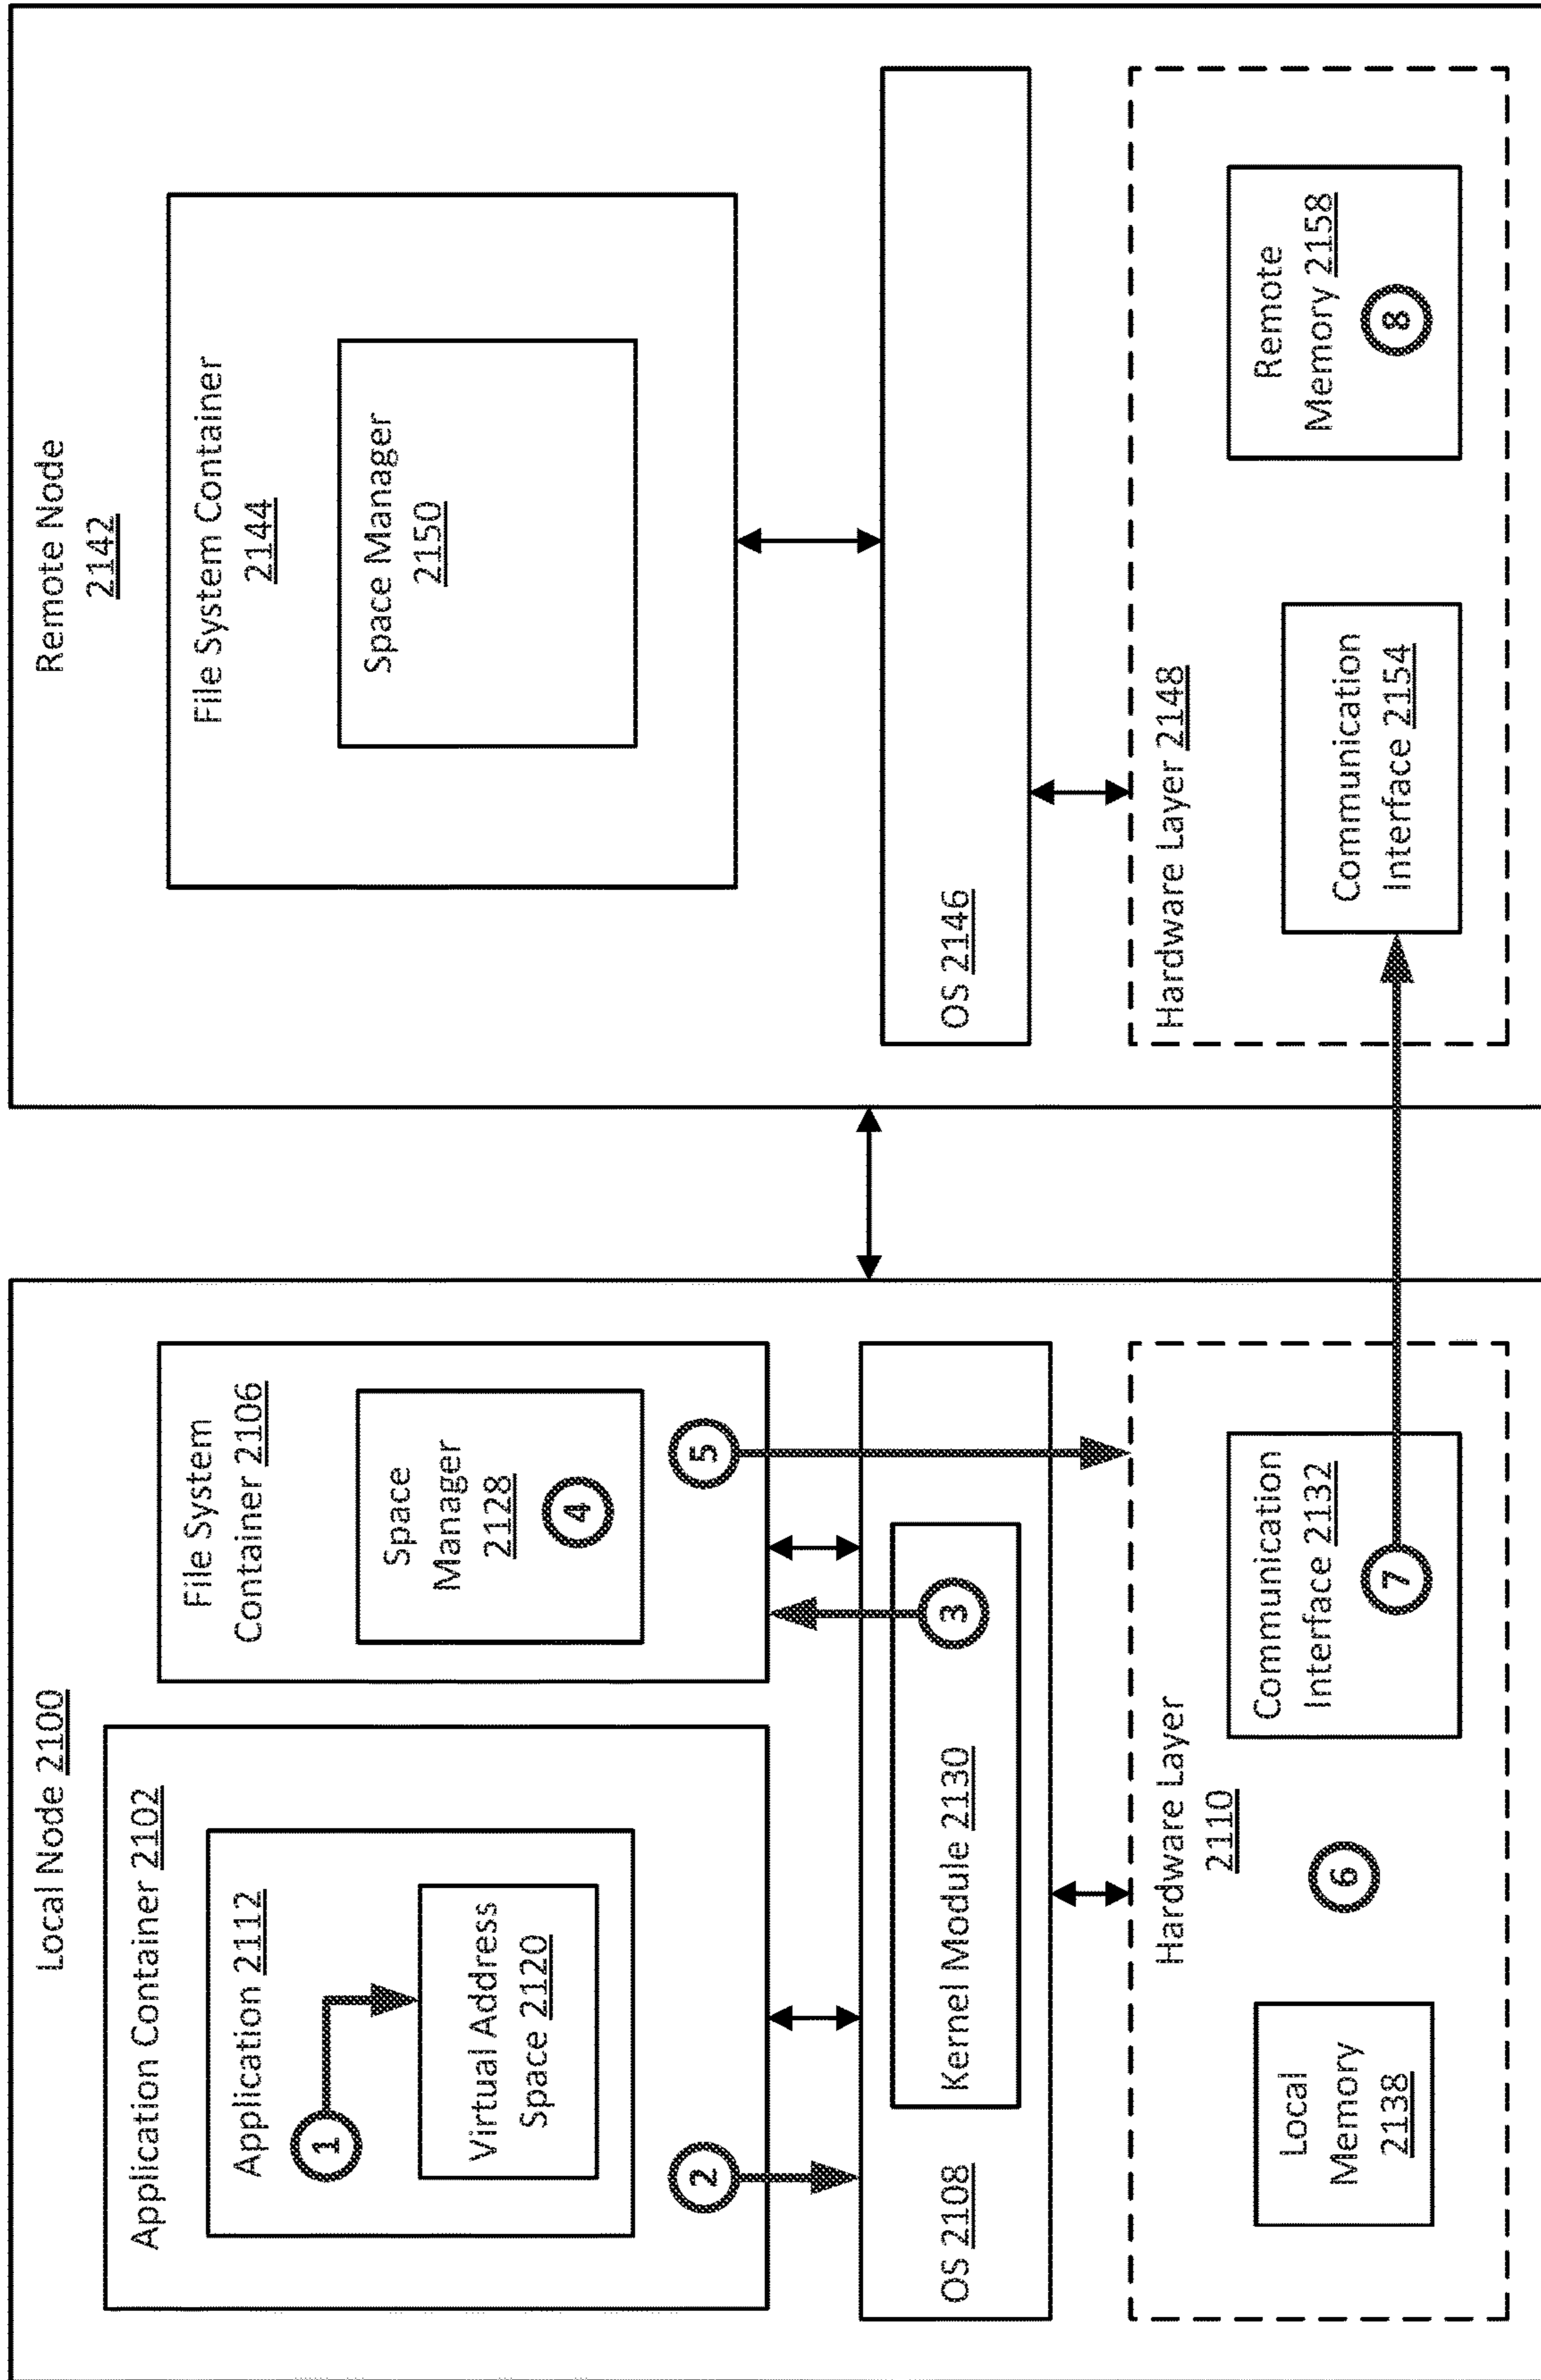 Local Node 2100
Application Container 2102
Application 2112
1
Virtual Address
Space 2120
2
File System
Container 2106
Space
Manager
2128
4
5
OS 2108
Kernel Module 2130
3
Hardware Layer
2110
Local
Memory
2138
6
Communication
Interface 2132
7
Remote Node
2142
File System Container
2144
Space Manager
2150
OS 2146
Hardware Layer 2148
Communication
Interface 2154
Remote
Memory 2158
8